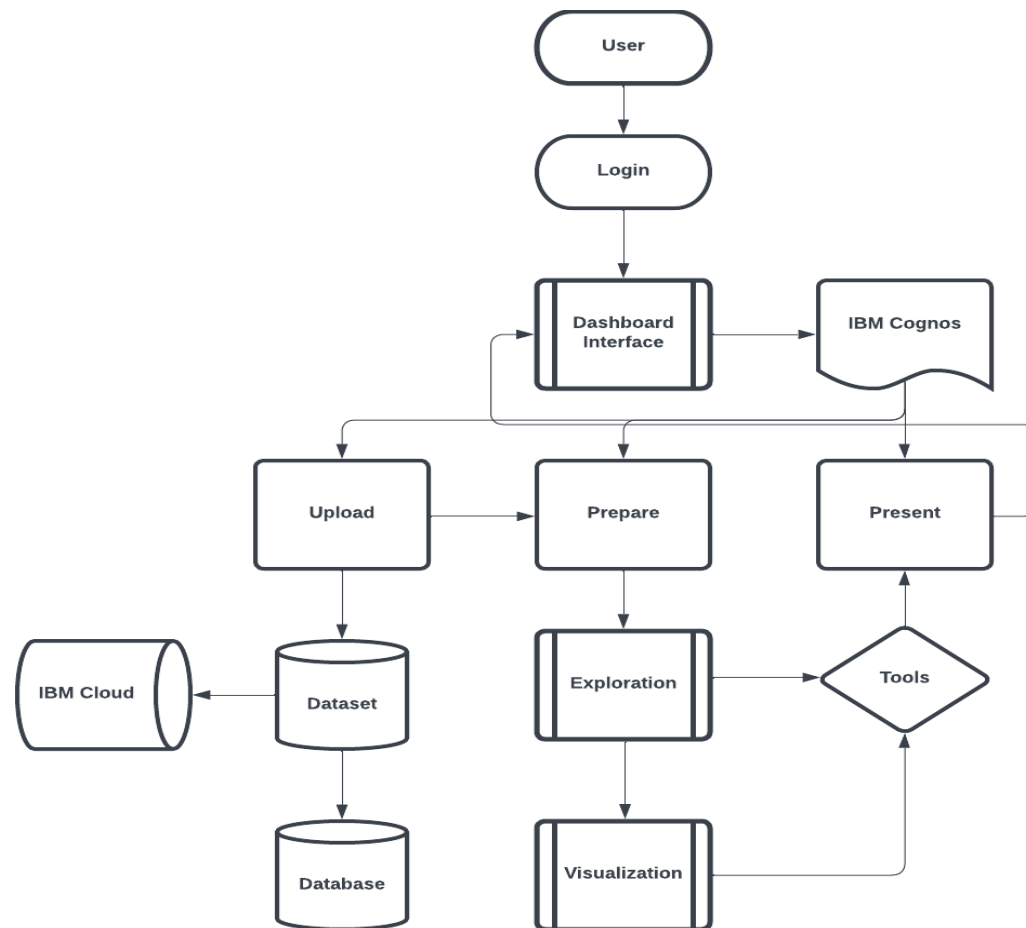 User
Login
Dashboard
Interface
IBM Cognos
Upload
Prepare
Present
IBM Cloud
Dataset
Exploration
Tools
Database
Visualization